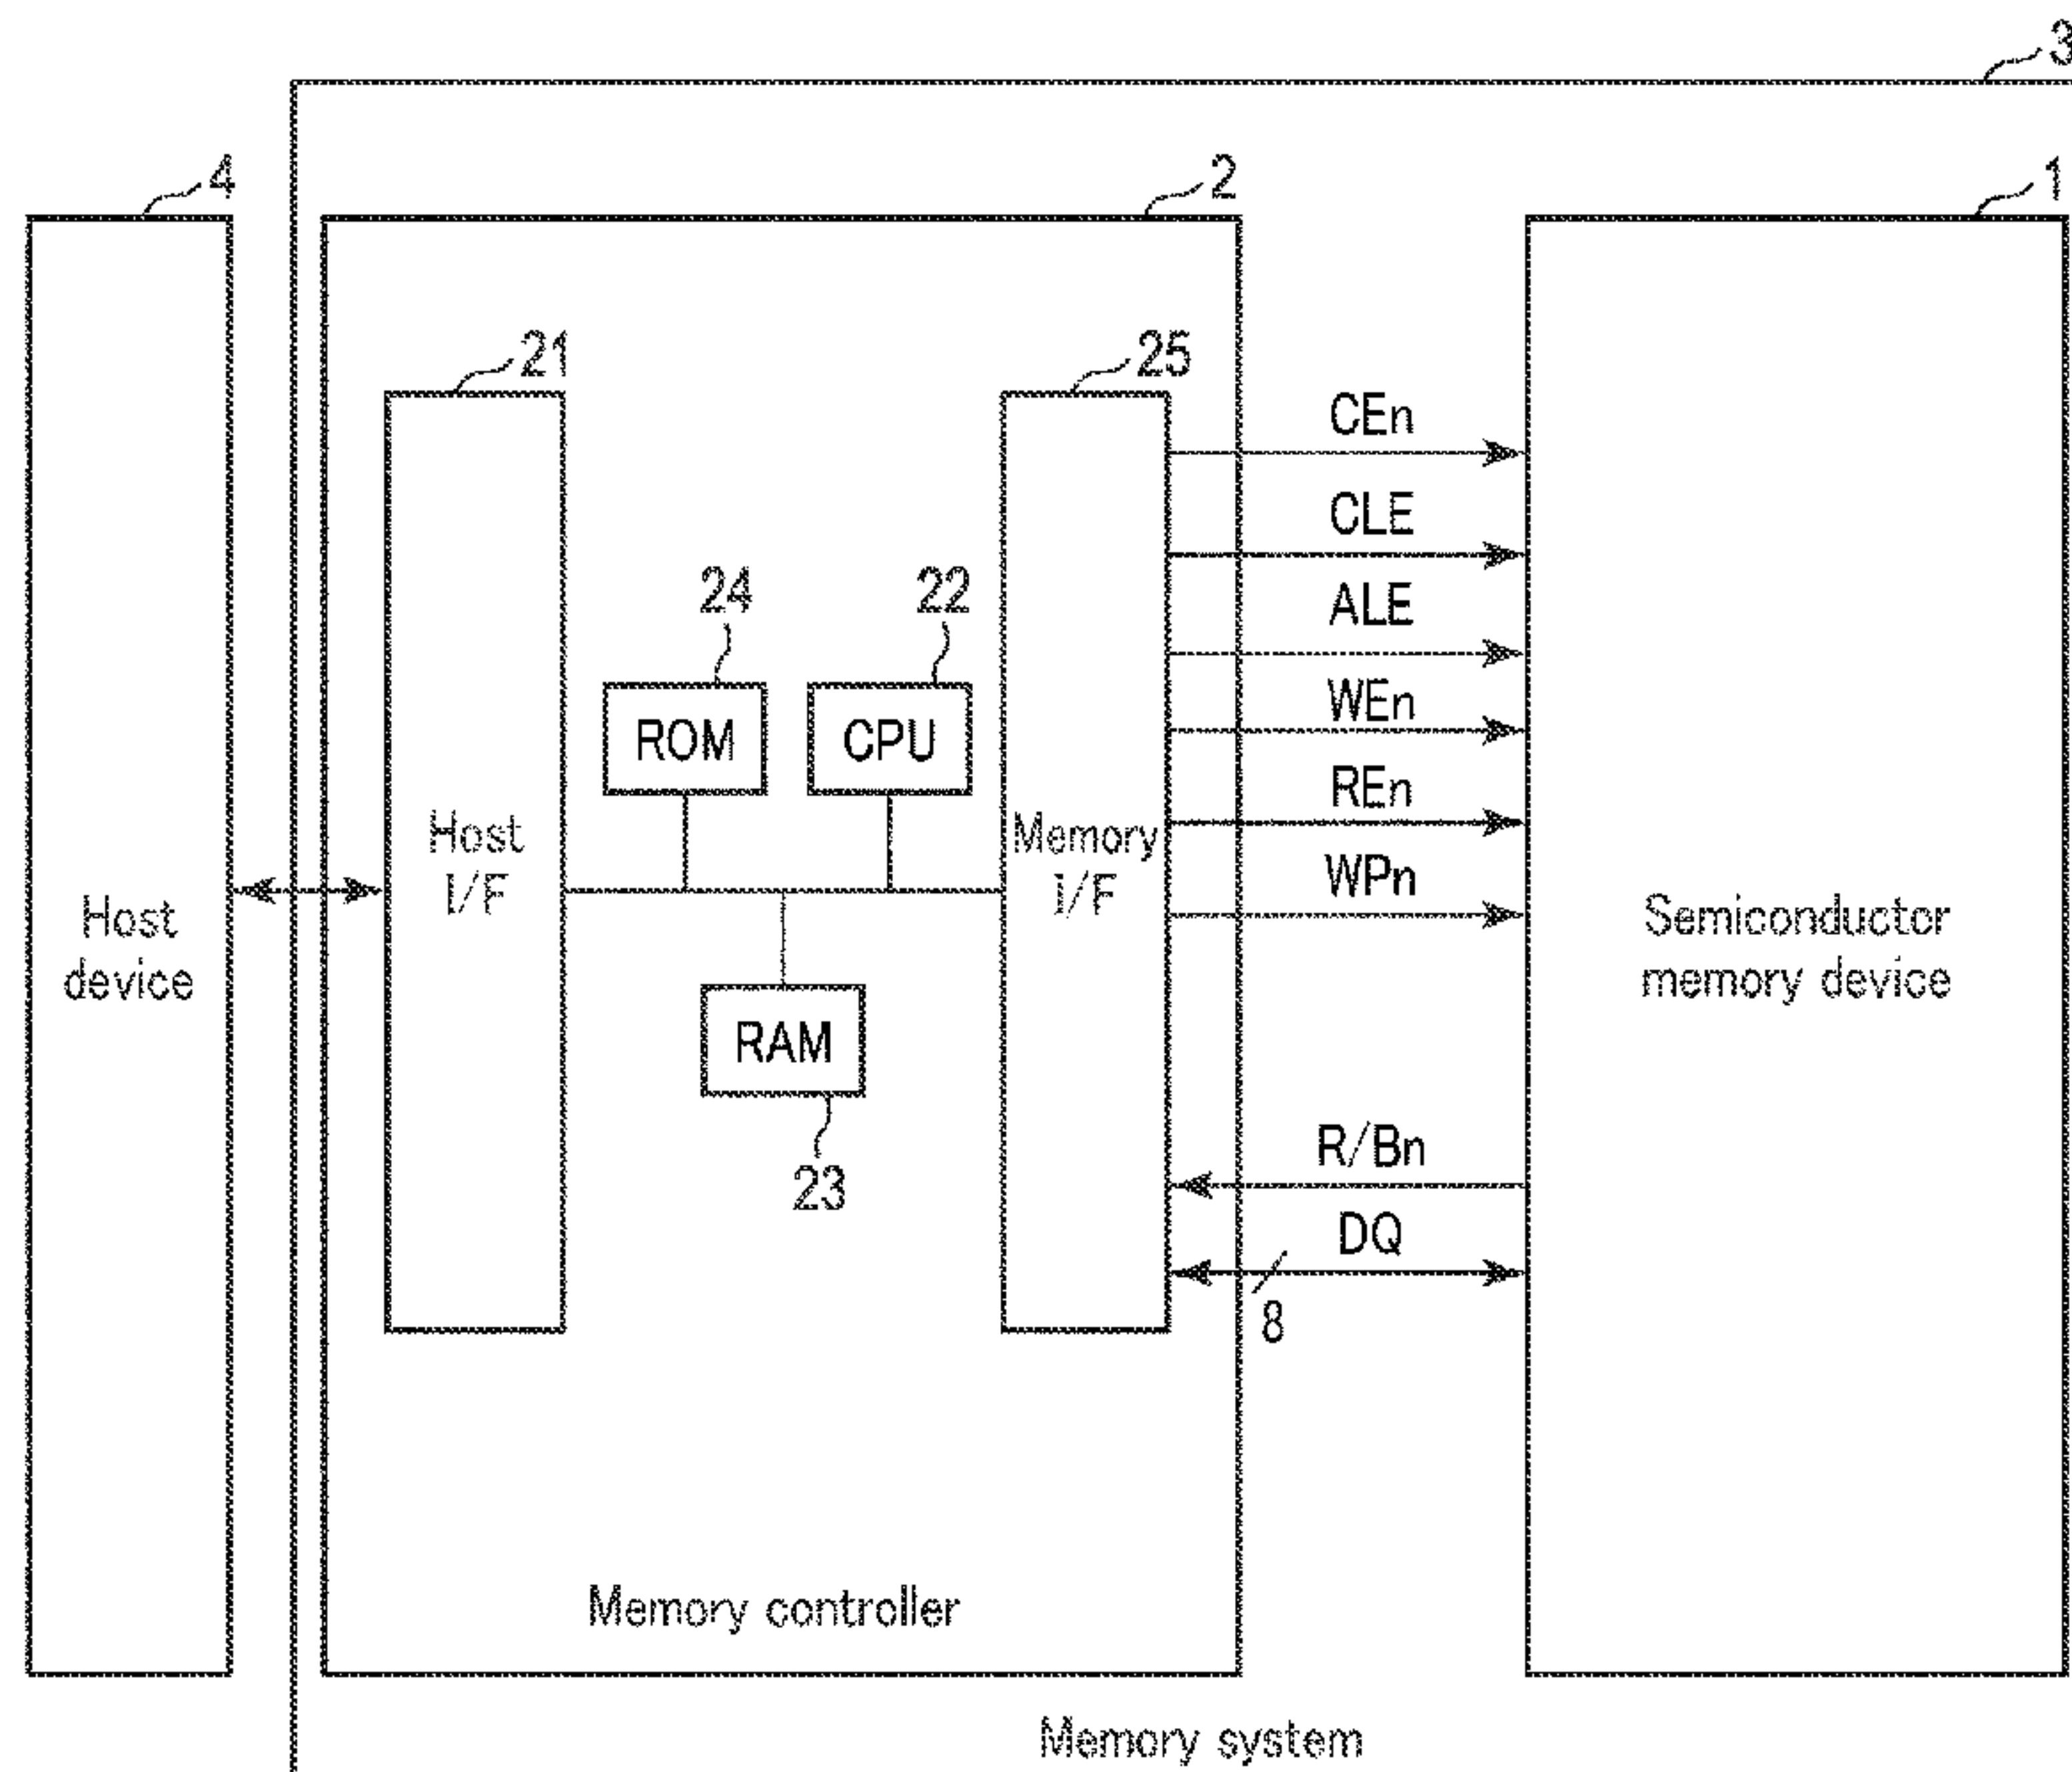 3
4
2
1
21
25
CEn
CLE
ALE
24
22
WEn
ROM
CPU
REn
Host
I/F
Memory
I/F
WPn
Host
device
Semiconductor
memory device
RAM
23
R/Bn
DQ
8
Memory controller
Memory system